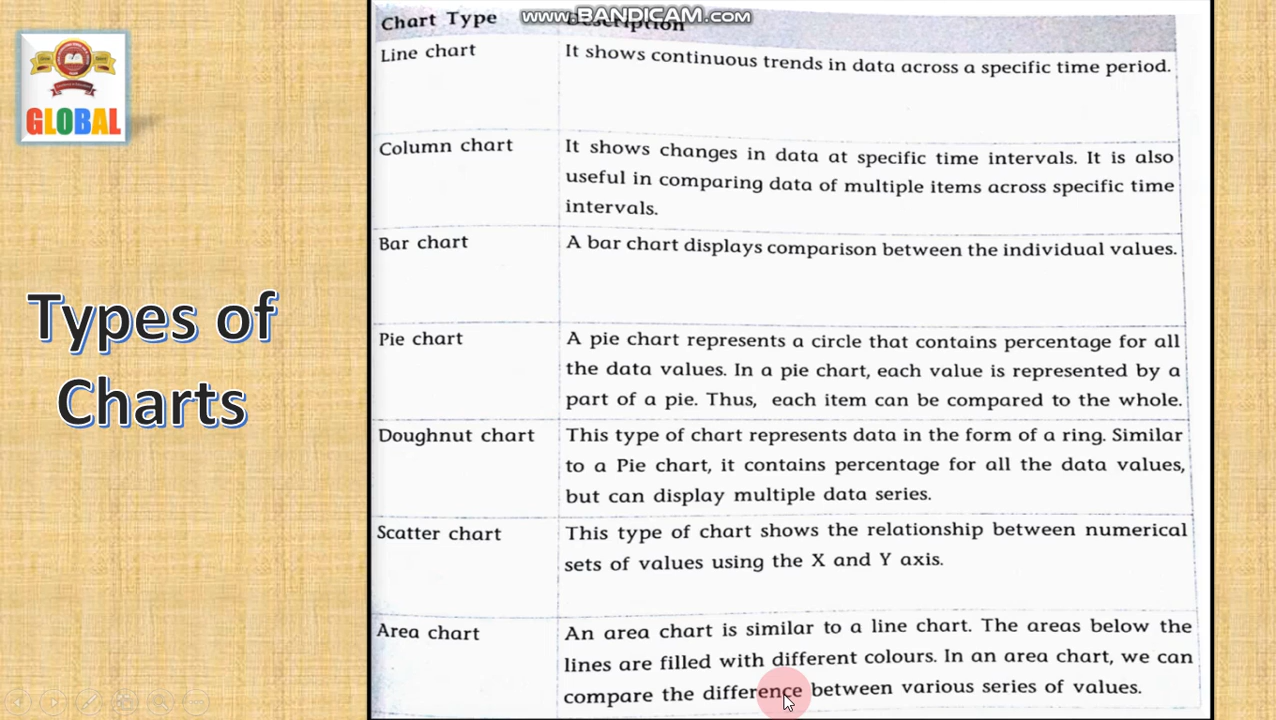 www.BANDICAM.com
GLOBAL
Types of
Charts
Chart Type Description
Line chart It shows continuous trends in data across a specific time period.
Column chart It shows changes in data at specific time intervals. It is also
useful in comparing data of multiple items across specific time
intervals.
Bar chart A bar chart displays comparison between the individual values.
Pie chart A pie chart represents a circle that contains percentage for all
the data values. In a pie chart, each value is represented by a
part of a pie. Thus, each item can be compared to the whole.
Doughnut chart This type of chart represents data in the form of a ring. Similar
to a Pie chart, it contains percentage for all the data values,
but can display multiple data series.
Scatter chart This type of chart shows the relationship between numerical
sets of values using the X and Y axis.
Area chart An area chart is similar to a line chart. The areas below the
lines are filled with different colours. In an area chart, we can
compare the difference between various series of values.